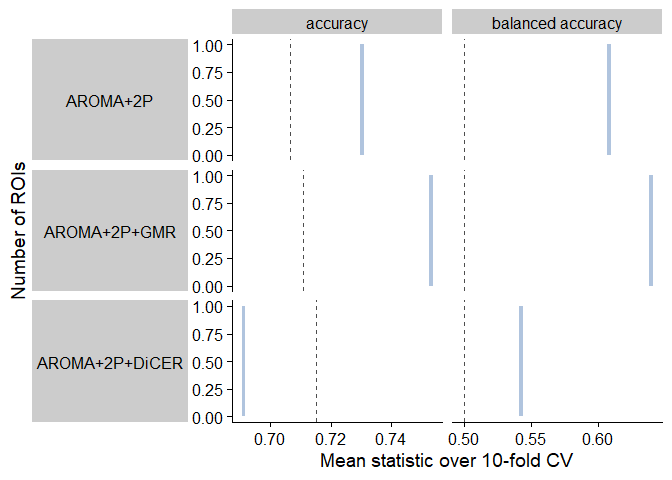 accuracy
balanced accuracy
Number of ROIs
AROMA+2P
1.00
0.75
0.50
0.25
0.00
AROMA+2P+GMR
1.00
0.75
0.50
0.25
0.00
AROMA+2P+DiCER
1.00
0.75
0.50
0.25
0.00
0.70 0.72 0.74
0.50 0.55 0.60
Mean statistic over 10-fold CV